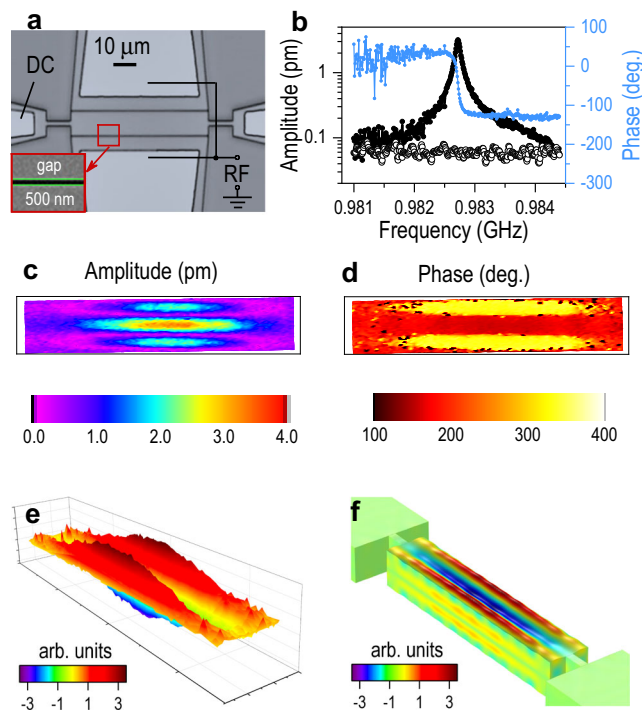 a
10 μm
DC
gap
500 nm
RF
b
Amplitude (pm)
1
0.1
100
0
-100
-200
-300
Phase (deg.)
0.981 0.982 0.983 0.984
Frequency (GHz)
c Amplitude (pm)
0.0 1.0 2.0 3.0 4.0
d Phase (deg.)
100 200 300 400
e
arb. units
-3 -1 1 3
f
arb. units
-3 -1 1 3